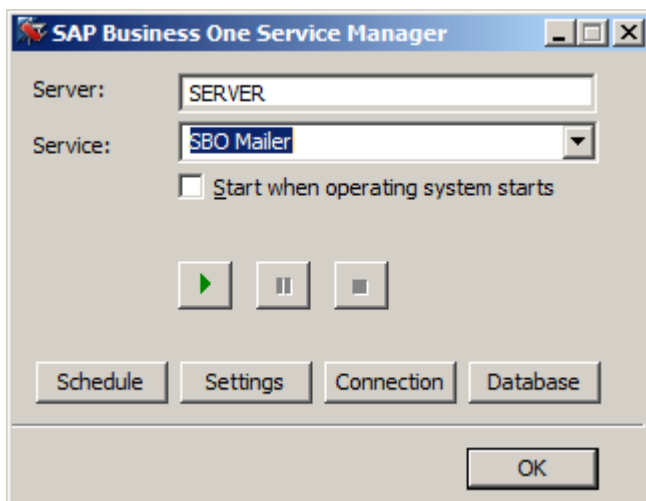 SAP Business One Service Manager
Server: SERVER
Service: SBO Mailer
Start when operating system starts
Schedule Settings Connection Database
OK